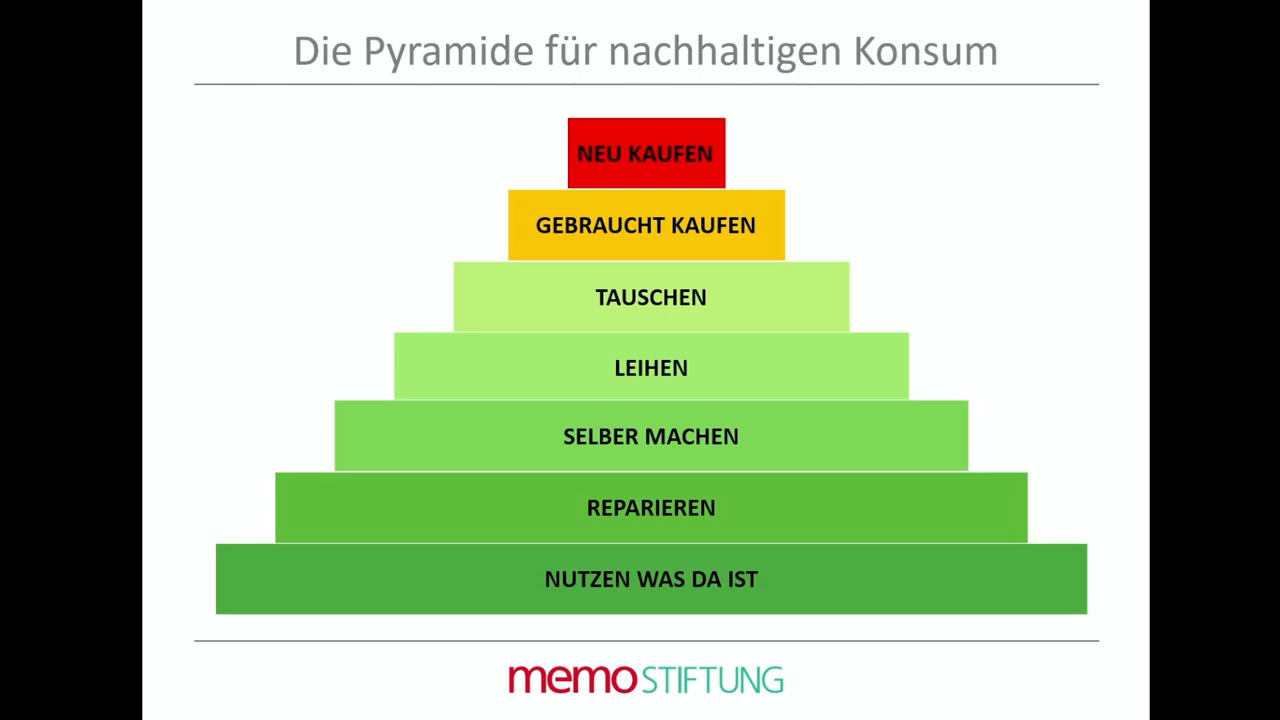 Die Pyramide für nachhaltigen Konsum
NEU KAUFEN
GEBRAUCHT KAUFEN
TAUSCHEN
LEIHEN
SELBER MACHEN
REPARIEREN
NUTZEN WAS DA IST
memo STIFTUNG